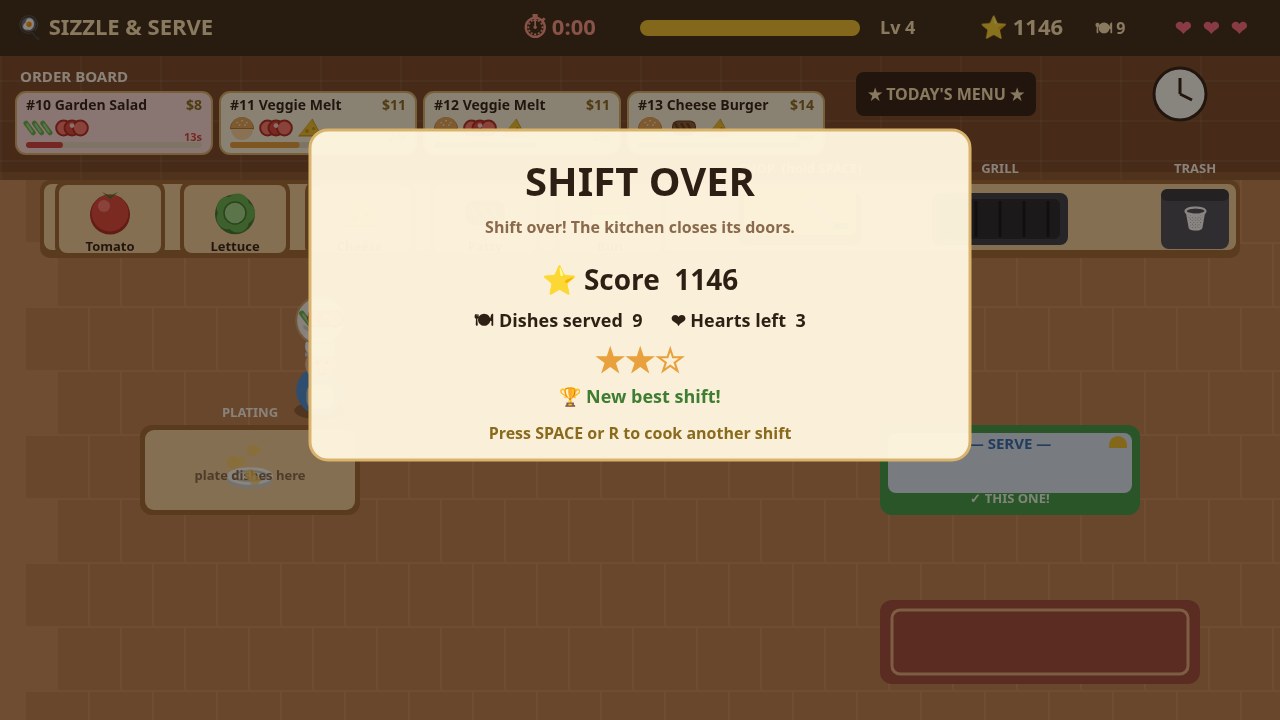 SIZZLE & SERVE
0:00
Lv 4
1146
9
ORDER BOARD
#10 Garden Salad $8
13s
#11 Veggie Melt $11
#12 Veggie Melt $11
#13 Cheese Burger $14
★ TODAY'S MENU ★
GRILL
TRASH
Tomato
Lettuce
SHIFT OVER
Shift over! The kitchen closes its doors.
Score 1146
Dishes served 9
Hearts left 3
New best shift!
Press SPACE or R to cook another shift
PLATING
plate dishes here
— SERVE —
✓ THIS ONE!